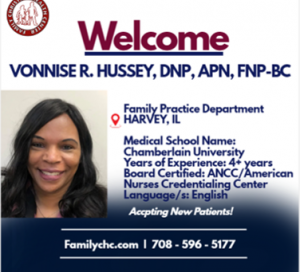 Welcome
VONNISE R. HUSSEY, DNP, APN, FNP-BC
Family Practice Department
HARVEY, IL
Medical School Name:
Chamberlain University
Years of Experience: 4+ years
Board Certified: ANCC/American
Nurses Credentialing Center
Language/s: English
Accpting New Patients!
Familychc.com | 708 - 596 - 5177